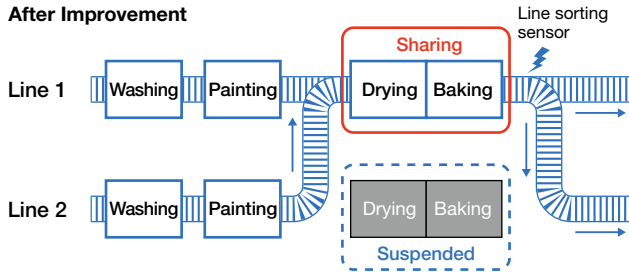 After Improvement
Line sorting
sensor
Sharing
Line 1
Washing
Painting
Drying
Baking
Line 2
Washing
Painting
Drying
Baking
Suspended